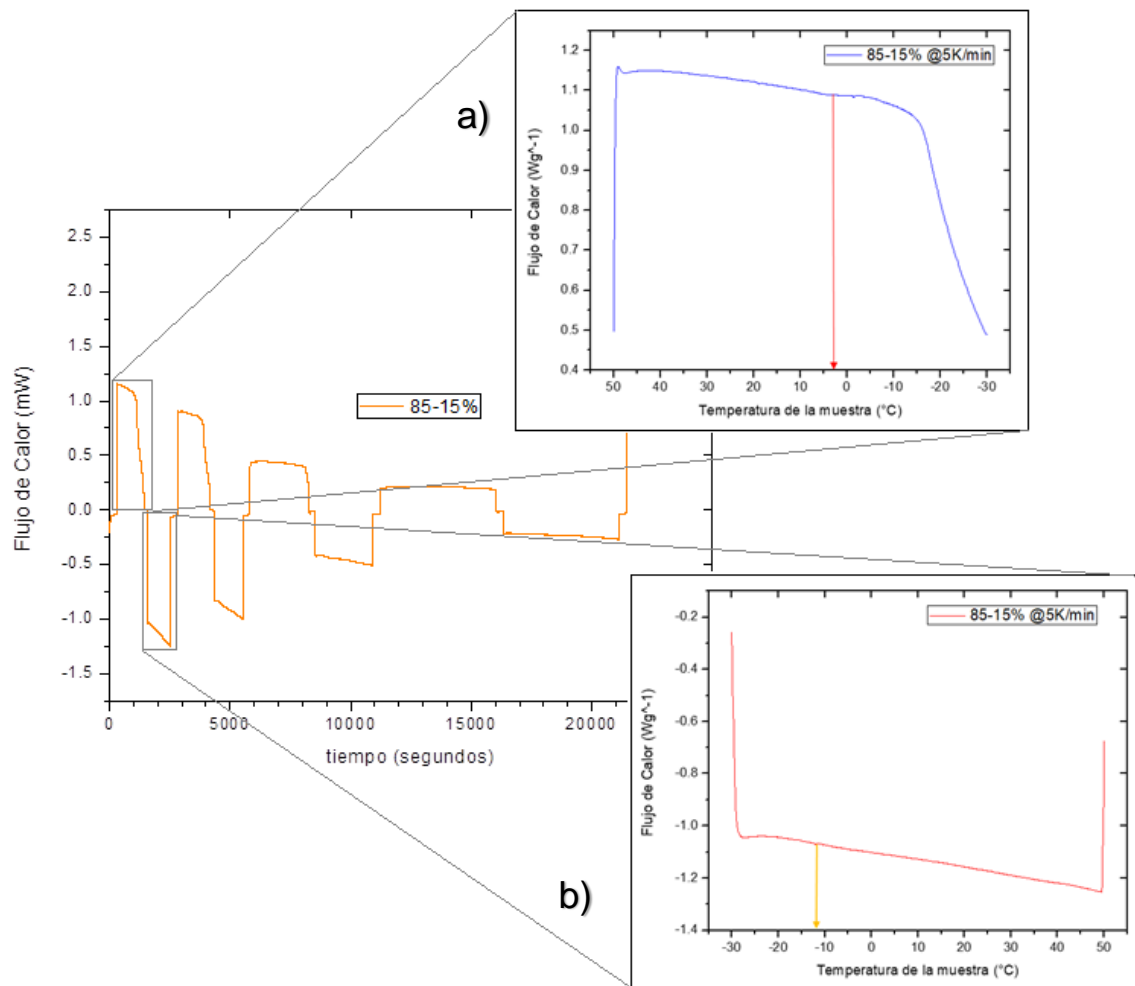 a)
1.2
1.1
1.0
0.9
0.8
0.7
0.6
0.5
0.4
Flujo de Calor (Wg^-1)
85-15% @5K/min
50 40 30 20 10 0 -10 -20 -30
Temperatura de la muestra (°C)
2.5
2.0
1.5
1.0
0.5
0.0
-0.5
-1.0
-1.5
Flujo de Calor (mW)
85-15%
0 5000 10000 15000 20000
tiempo (segundos)
b)
-0.2
-0.4
-0.6
-0.8
-1.0
-1.2
-1.4
Flujo de Calor (Wg^-1)
85-15% @5K/min
-30 -20 -10 0 10 20 30 40 50
Temperatura de la muestra (°C)